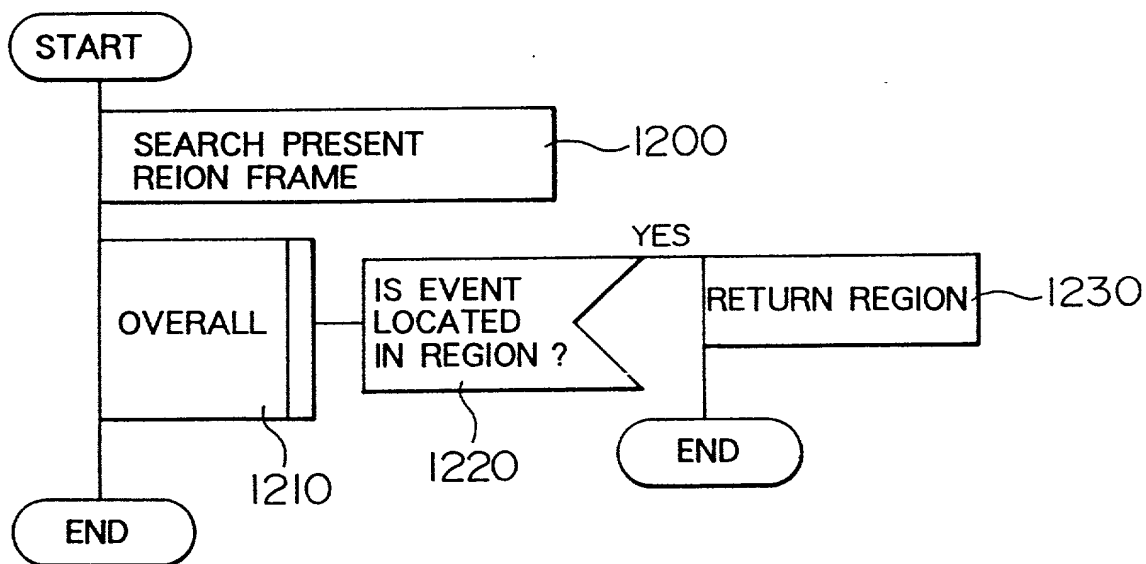 START
SEARCH PRESENT
REION FRAME
1200
OVERALL
1210
IS EVENT
LOCATED
IN REGION ?
1220
YES
RETURN REGION
1230
END
END